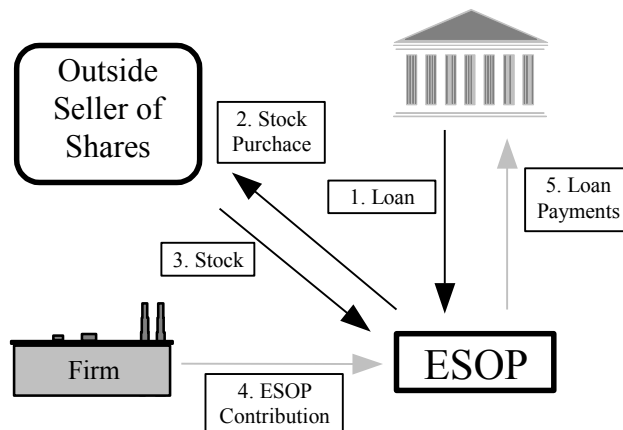 Outside
Seller of
Shares
2. Stock
Purchace
1. Loan
5. Loan
Payments
3. Stock
Firm
4. ESOP
Contribution
ESOP